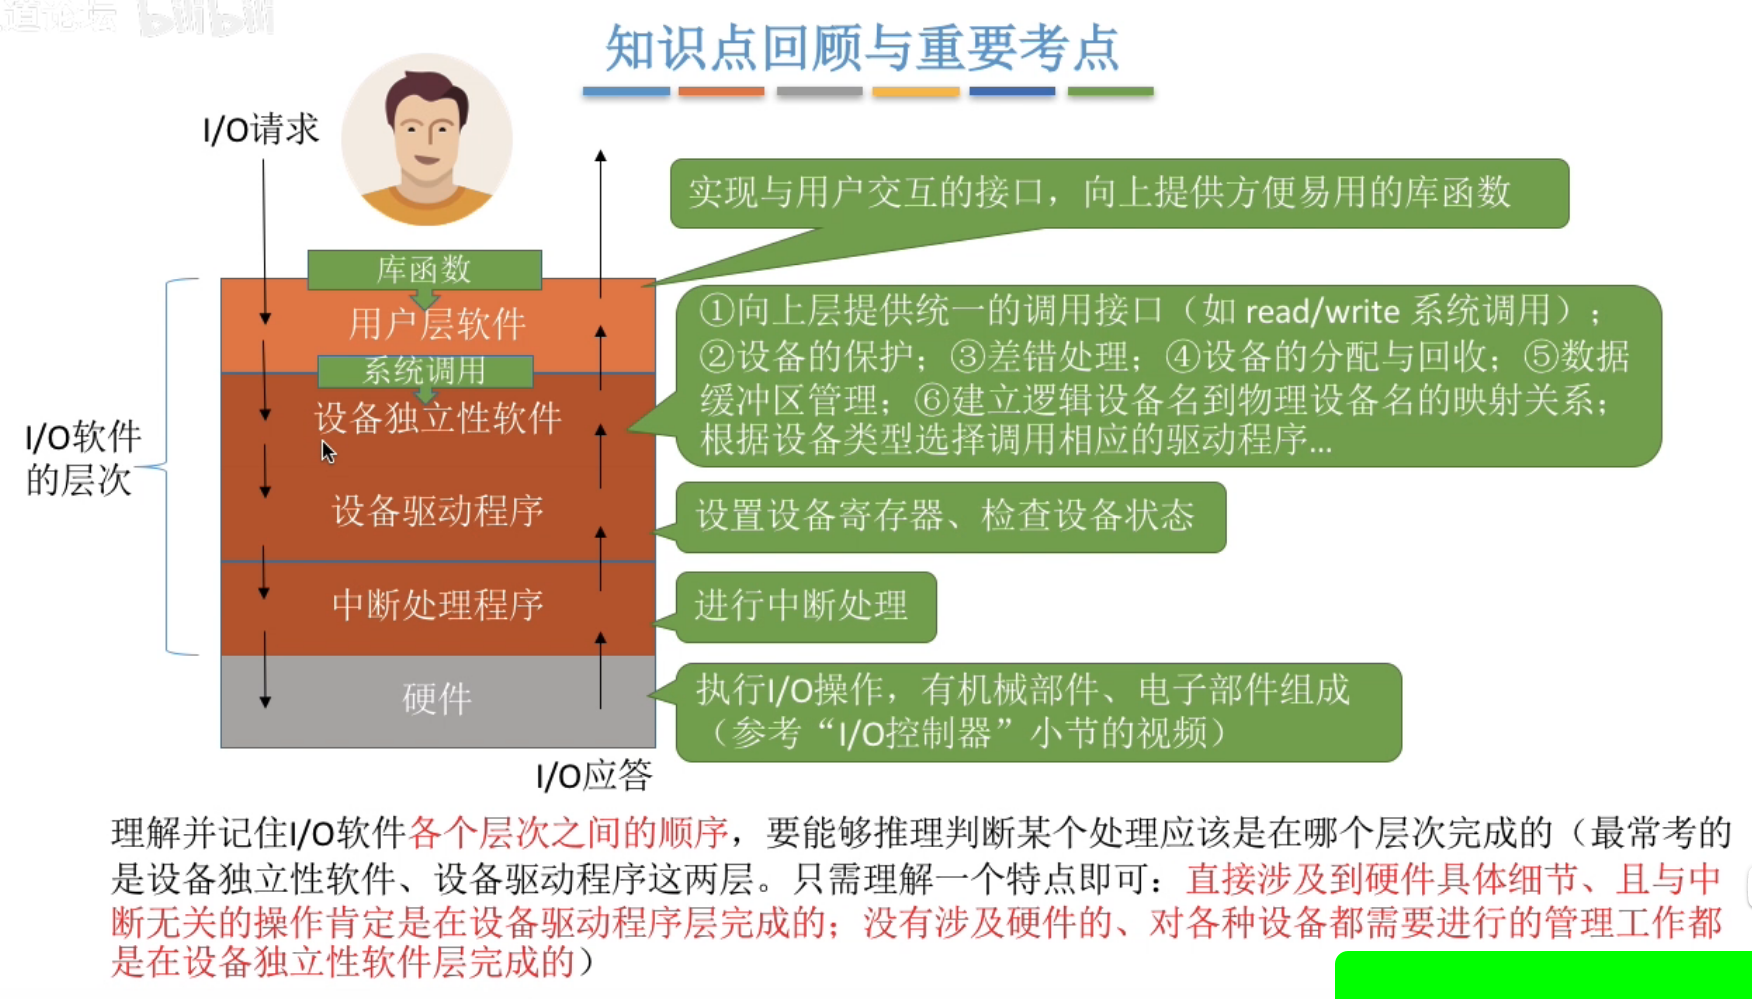 道论坛 bilibili
知识点回顾与重要考点
I/O请求
实现与用户交互的接口，向上提供方便易用的库函数
库函数
用户层软件
系统调用
设备独立性软件
①向上层提供统一的调用接口（如 read/write 系统调用）；
②设备的保护；③差错处理；④设备的分配与回收；⑤数据
缓冲区管理；⑥建立逻辑设备名到物理设备名的映射关系；
根据设备类型选择调用相应的驱动程序...
I/O软件
的层次
设备驱动程序
设置设备寄存器、检查设备状态
中断处理程序
进行中断处理
硬件
执行I/O操作，有机械部件、电子部件组成
（参考“I/O控制器”小节的视频）
I/O应答
理解并记住I/O软件各个层次之间的顺序，要能够推理判断某个处理应该是在哪个层次完成的（最常考的
是设备独立性软件、设备驱动程序这两层。只需理解一个特点即可：直接涉及到硬件具体细节、且与中
断无关的操作肯定是在设备驱动程序层完成的；没有涉及硬件的、对各种设备都需要进行的管理工作都
是在设备独立性软件层完成的）